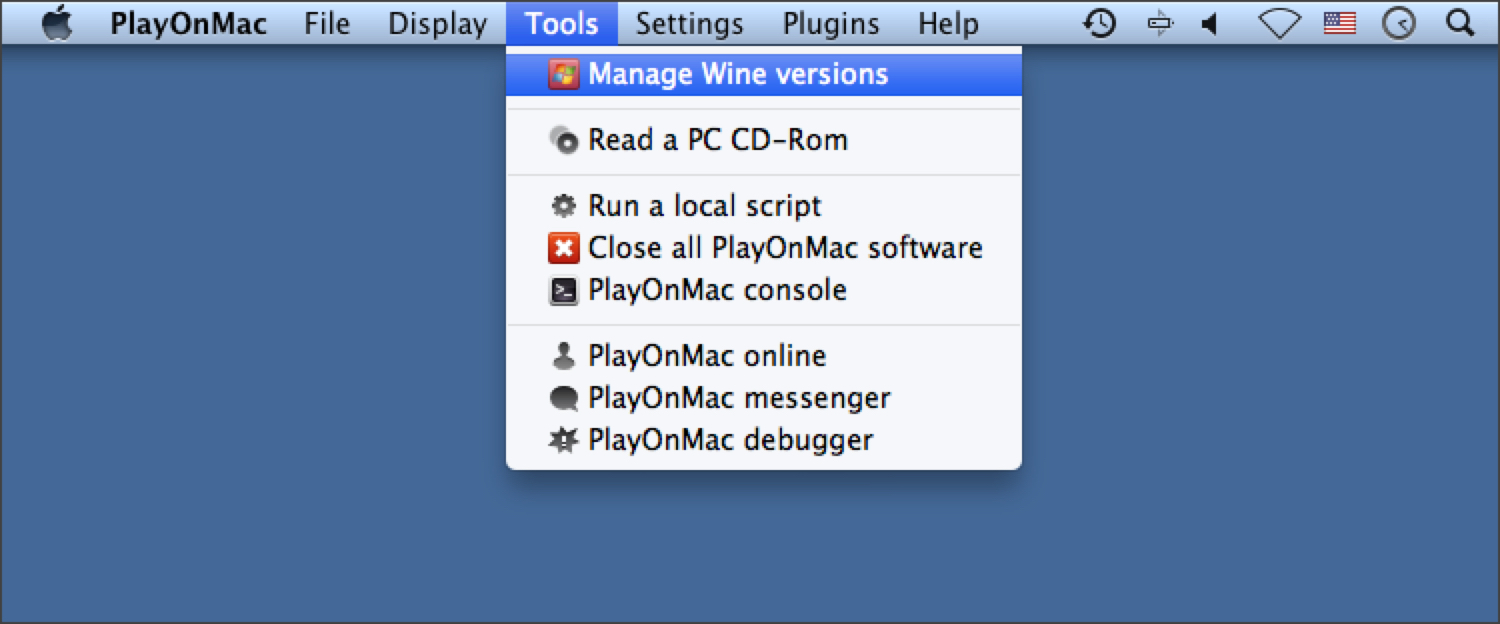 PlayOnMac File Display Tools Settings Plugins Help
Manage Wine versions
Read a PC CD-Rom
Run a local script
Close all PlayOnMac software
PlayOnMac console
PlayOnMac online
PlayOnMac messenger
PlayOnMac debugger